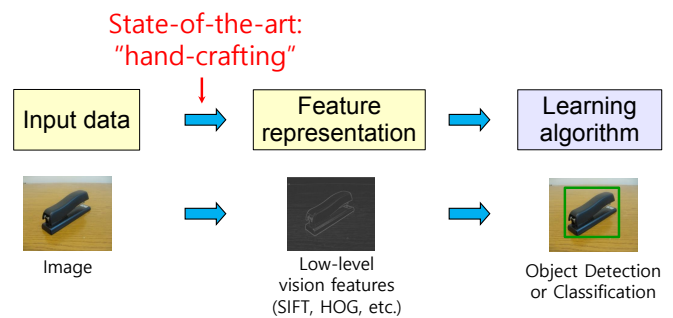 State-of-the-art:
“hand-crafting”
Input data
Feature
representation
Learning
algorithm
Image
Low-level
vision features
(SIFT, HOG, etc.)
Object Detection
or Classification